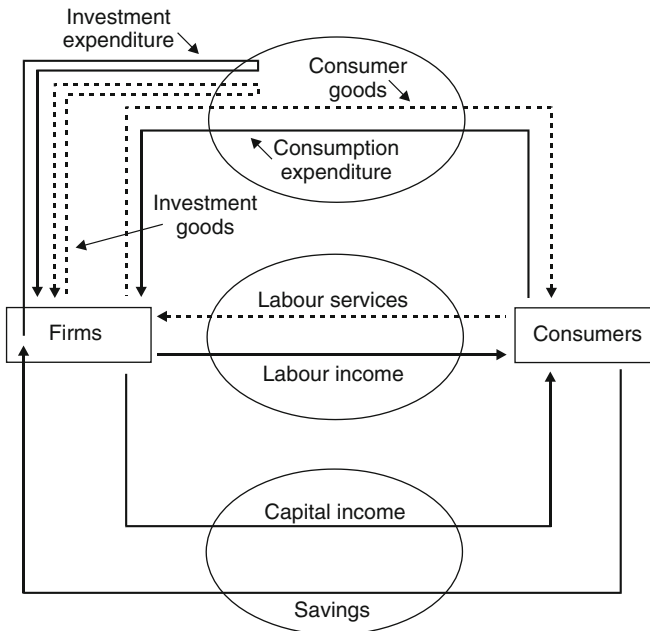 Investment
expenditure
Consumer
goods
Consumption
expenditure
Investment
goods
Labour services
Firms
Consumers
Labour income
Capital income
Savings